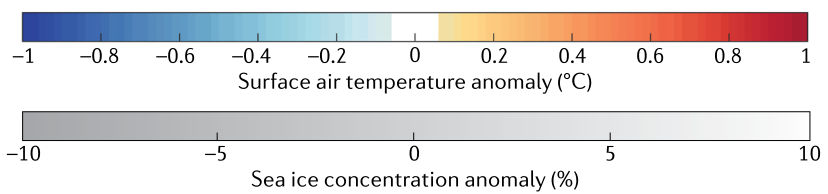 −1 −0.8 −0.6 −0.4 −0.2 0 0.2 0.4 0.6 0.8 1
Surface air temperature anomaly (°C)
−10 −5 0 5 10
Sea ice concentration anomaly (%)